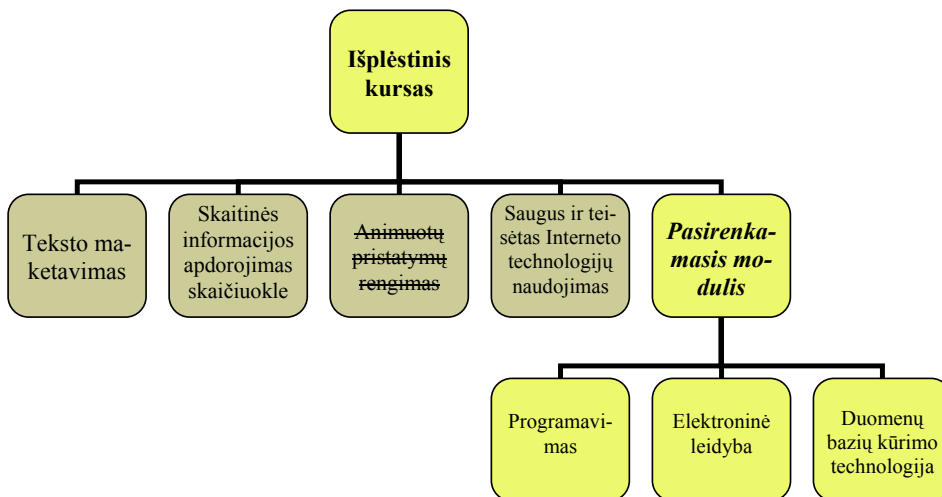 Išplėstinis
kursas
Teksto ma-
ketavimas
Skaitinės
informacijos
apdorojimas
skaičiuokle
Animuotų
pristatymų
rengimas
Saugus ir tei-
sėtas Interneto
technologijų
naudojimas
Pasirenka-
masis mo-
dulis
Programavi-
mas
Elektroninė
leidyba
Duomenų
bazių kūrimo
technologija